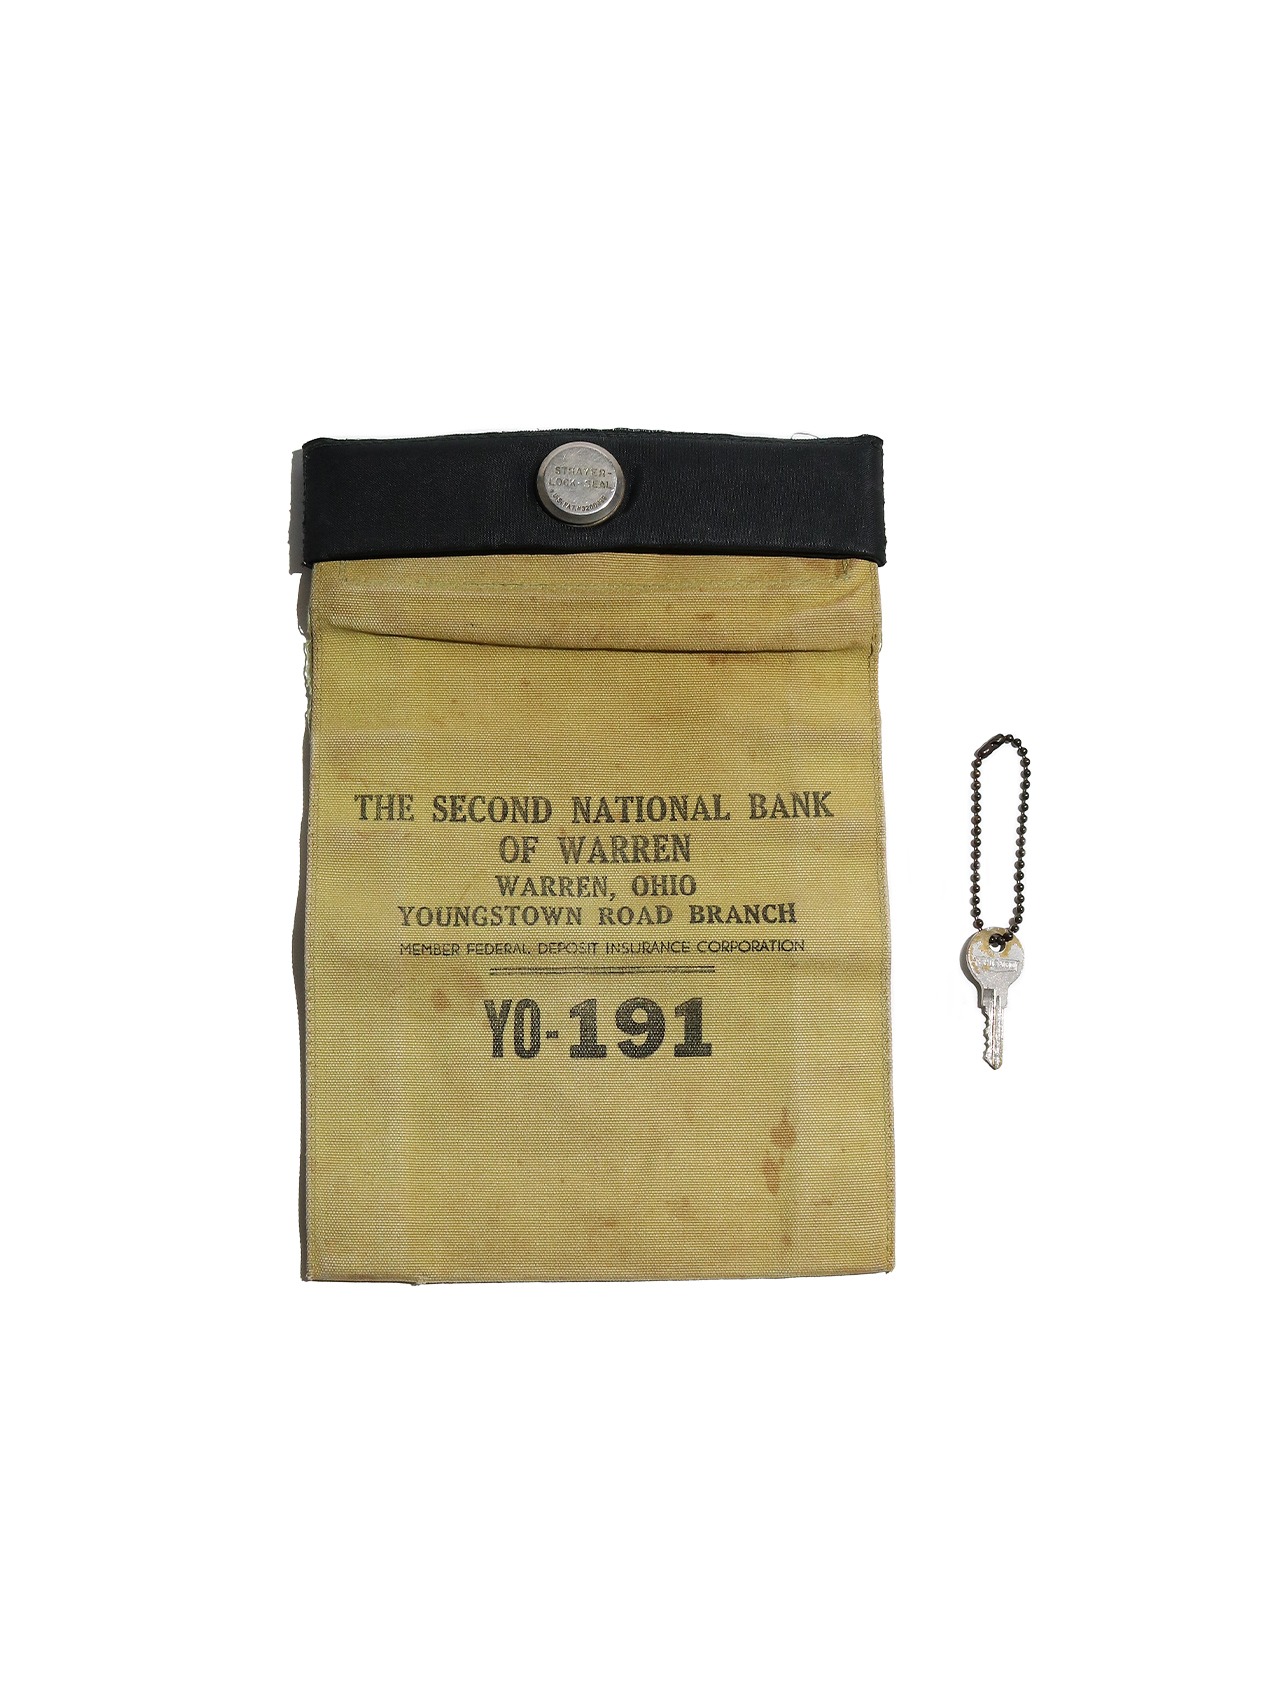 STRAYER-
LOCK-SEAL
THE SECOND NATIONAL BANK
OF WARREN
WARREN, OHIO
YOUNGSTOWN ROAD BRANCH
MEMBER FEDERAL DEPOSIT INSURANCE CORPORATION
YO-191